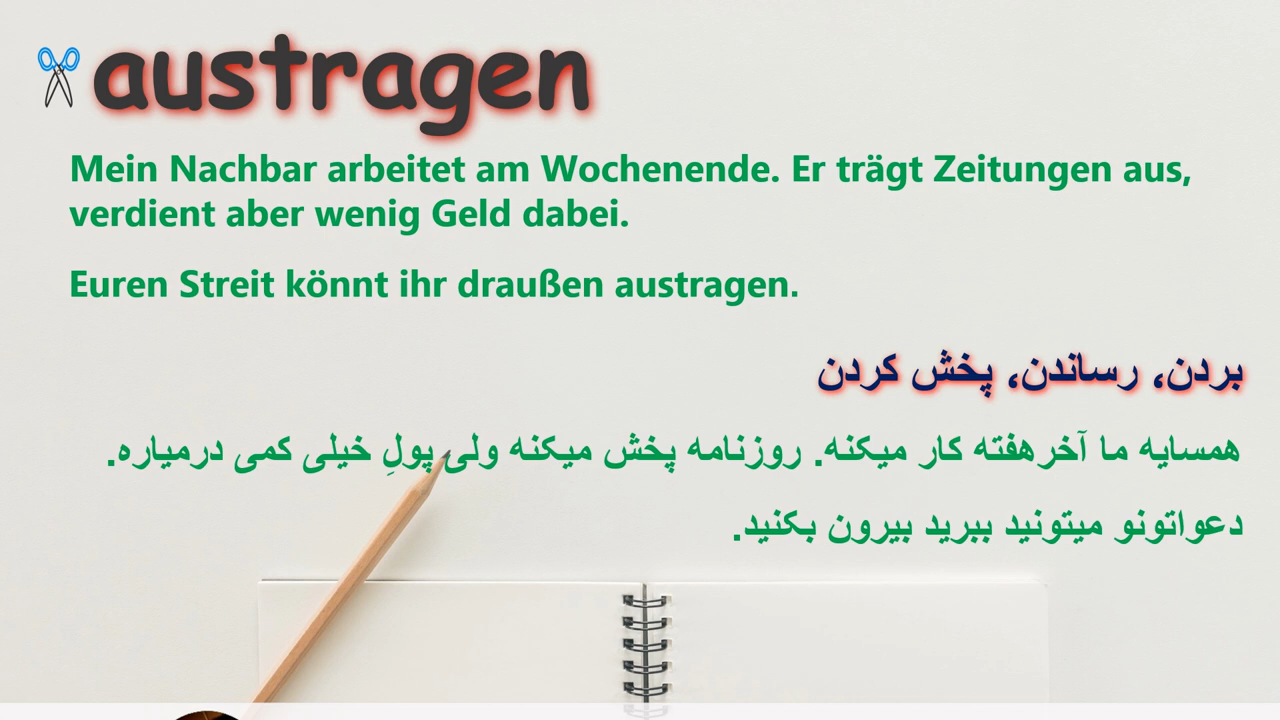 austragen
Mein Nachbar arbeitet am Wochenende. Er trägt Zeitungen aus,
verdient aber wenig Geld dabei.
Euren Streit könnt ihr draußen austragen.
بردن، رساندن، پخش کردن
همسایه ما آخرهفته کار میکنه. روزنامه پخش میکنه ولی پولِ خیلی کمی درمیاره.
دعواتونو میتونید ببرید بیرون بکنید.